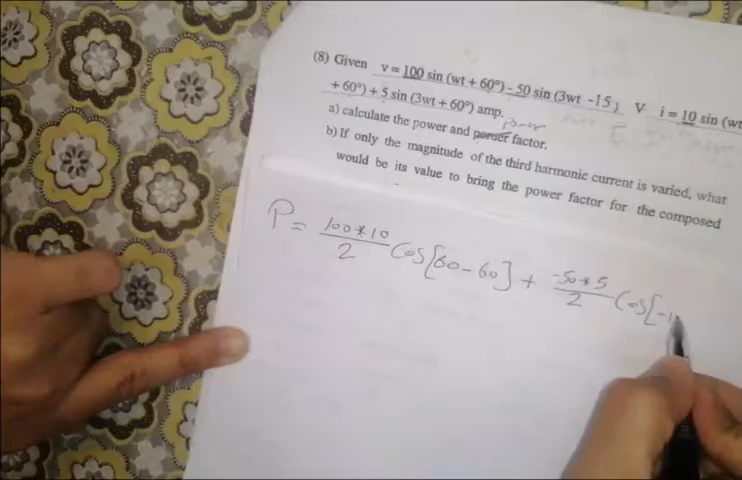 (8) Given v = 100 sin (wt + 60°) - 50 sin (3wt -15) V i = 10 sin (wt
+ 60°) + 5 sin (3wt + 60°) amp.
power
a) calculate the power and factor.
b) If only the magnitude of the third harmonic current is varied, what
would be its value to bring the power factor for the composed
P = 100*10/2 Cos[60-60] + -50*5/2 Cos[-1